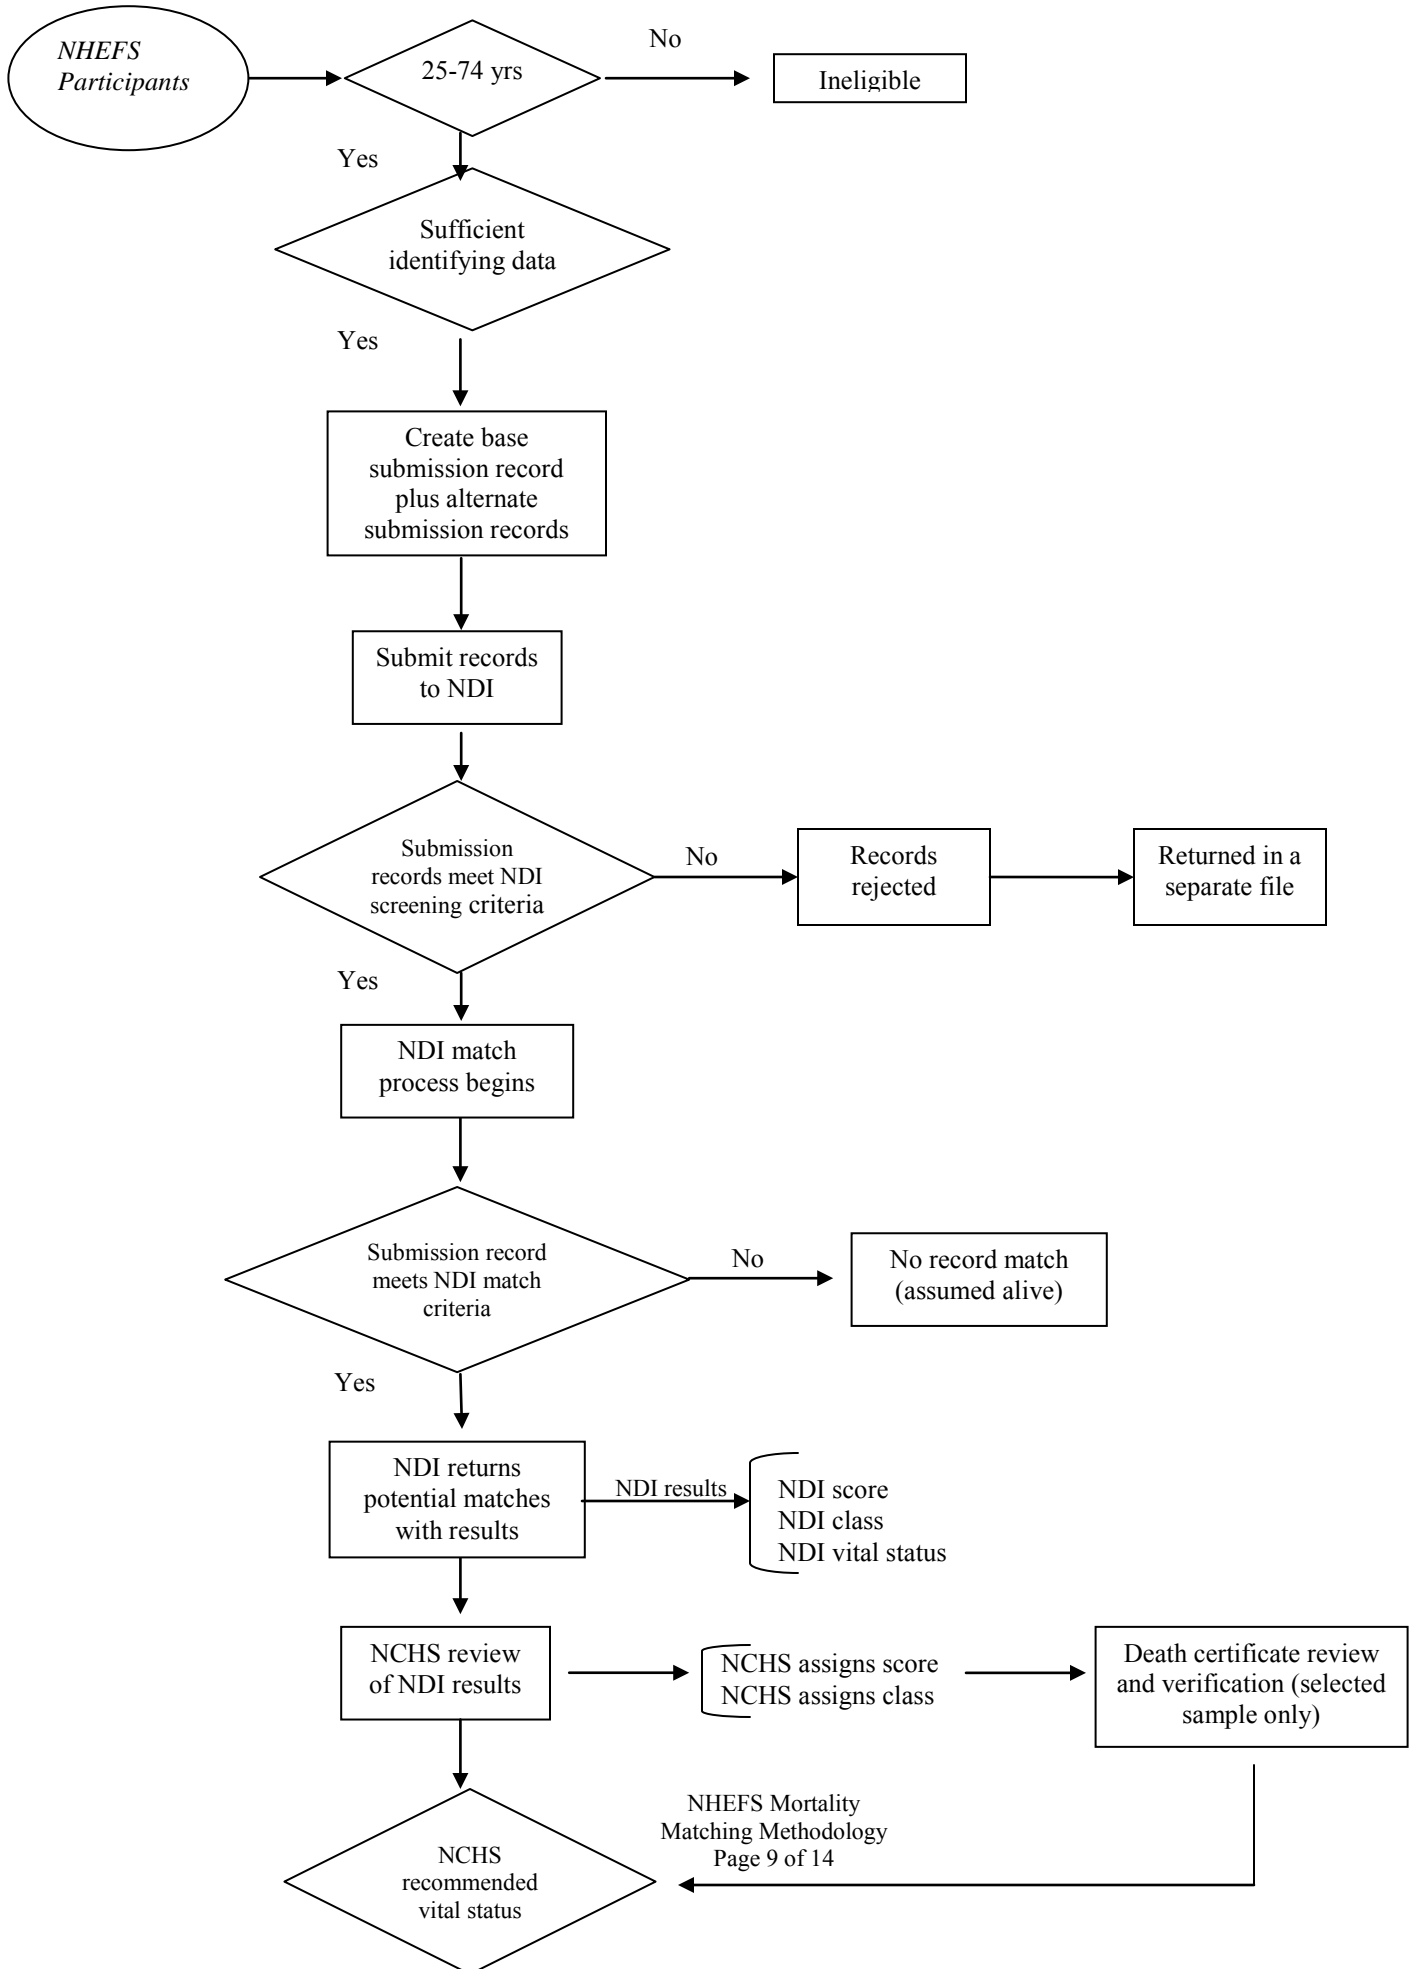 NHEFS
Participants
25-74 yrs
No
Ineligible
Yes
Sufficient
identifying data
Yes
Create base
submission record
plus alternate
submission records
Submit records
to NDI
Submission
records meet NDI
screening criteria
No
Records
rejected
Returned in a
separate file
Yes
NDI match
process begins
Submission record
meets NDI match
criteria
No
No record match
(assumed alive)
Yes
NDI returns
potential matches
with results
NDI results
NDI score
NDI class
NDI vital status
NCHS review
of NDI results
NCHS assigns score
NCHS assigns class
Death certificate review
and verification (selected
sample only)
NHEFS Mortality
Matching Methodology
Page 9 of 14
NCHS
recommended
vital status